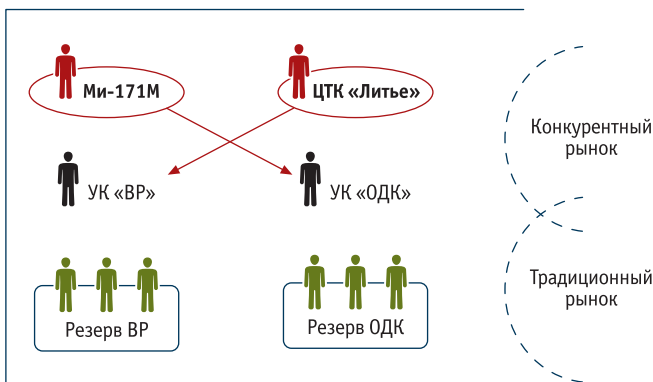 Ми-171М
ЦТК «Литье»
Конкурентный
рынок
УК «ВР»
УК «ОДК»
Традиционный
рынок
Резерв ВР
Резерв ОДК